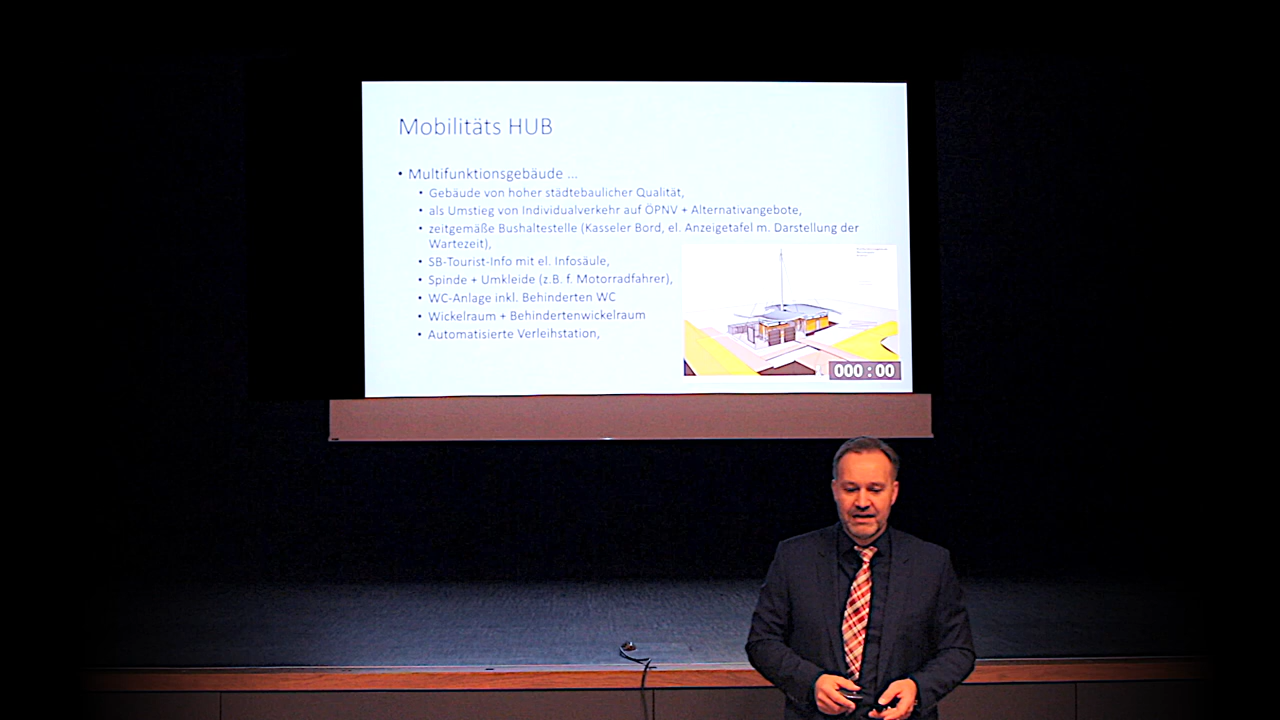 Mobilitäts HUB
• Multifunktionsgebäude ...
• Gebäude von hoher städtebaulicher Qualität,
• als Umstieg von Individualverkehr auf ÖPNV + Alternativangebote,
• zeitgemäße Bushaltestelle (Kasseler Bord, el. Anzeigetafel m. Darstellung der
Wartezeit),
• SB-Tourist-Info mit el. Infosäule,
• Spinde + Umkleide (z.B. f. Motorradfahrer),
• WC-Anlage inkl. Behinderten WC
• Wickelraum + Behindertenwickelraum
• Automatisierte Verleihstation,
000 : 00